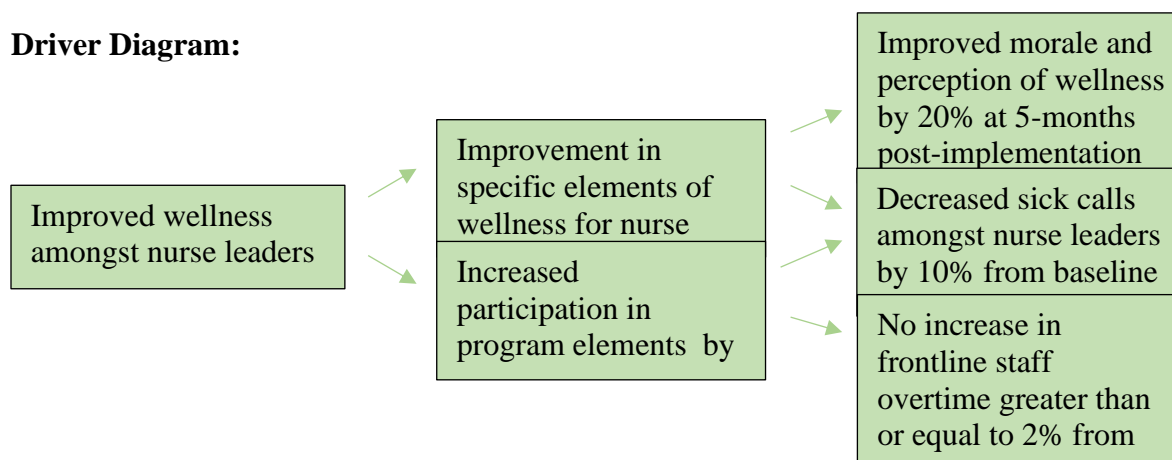 Driver Diagram:
Improved wellness
amongst nurse leaders
Improvement in
specific elements of
wellness for nurse
Increased
participation in
program elements by
Improved morale and
perception of wellness
by 20% at 5-months
post-implementation
Decreased sick calls
amongst nurse leaders
by 10% from baseline
No increase in
frontline staff
overtime greater than
or equal to 2% from